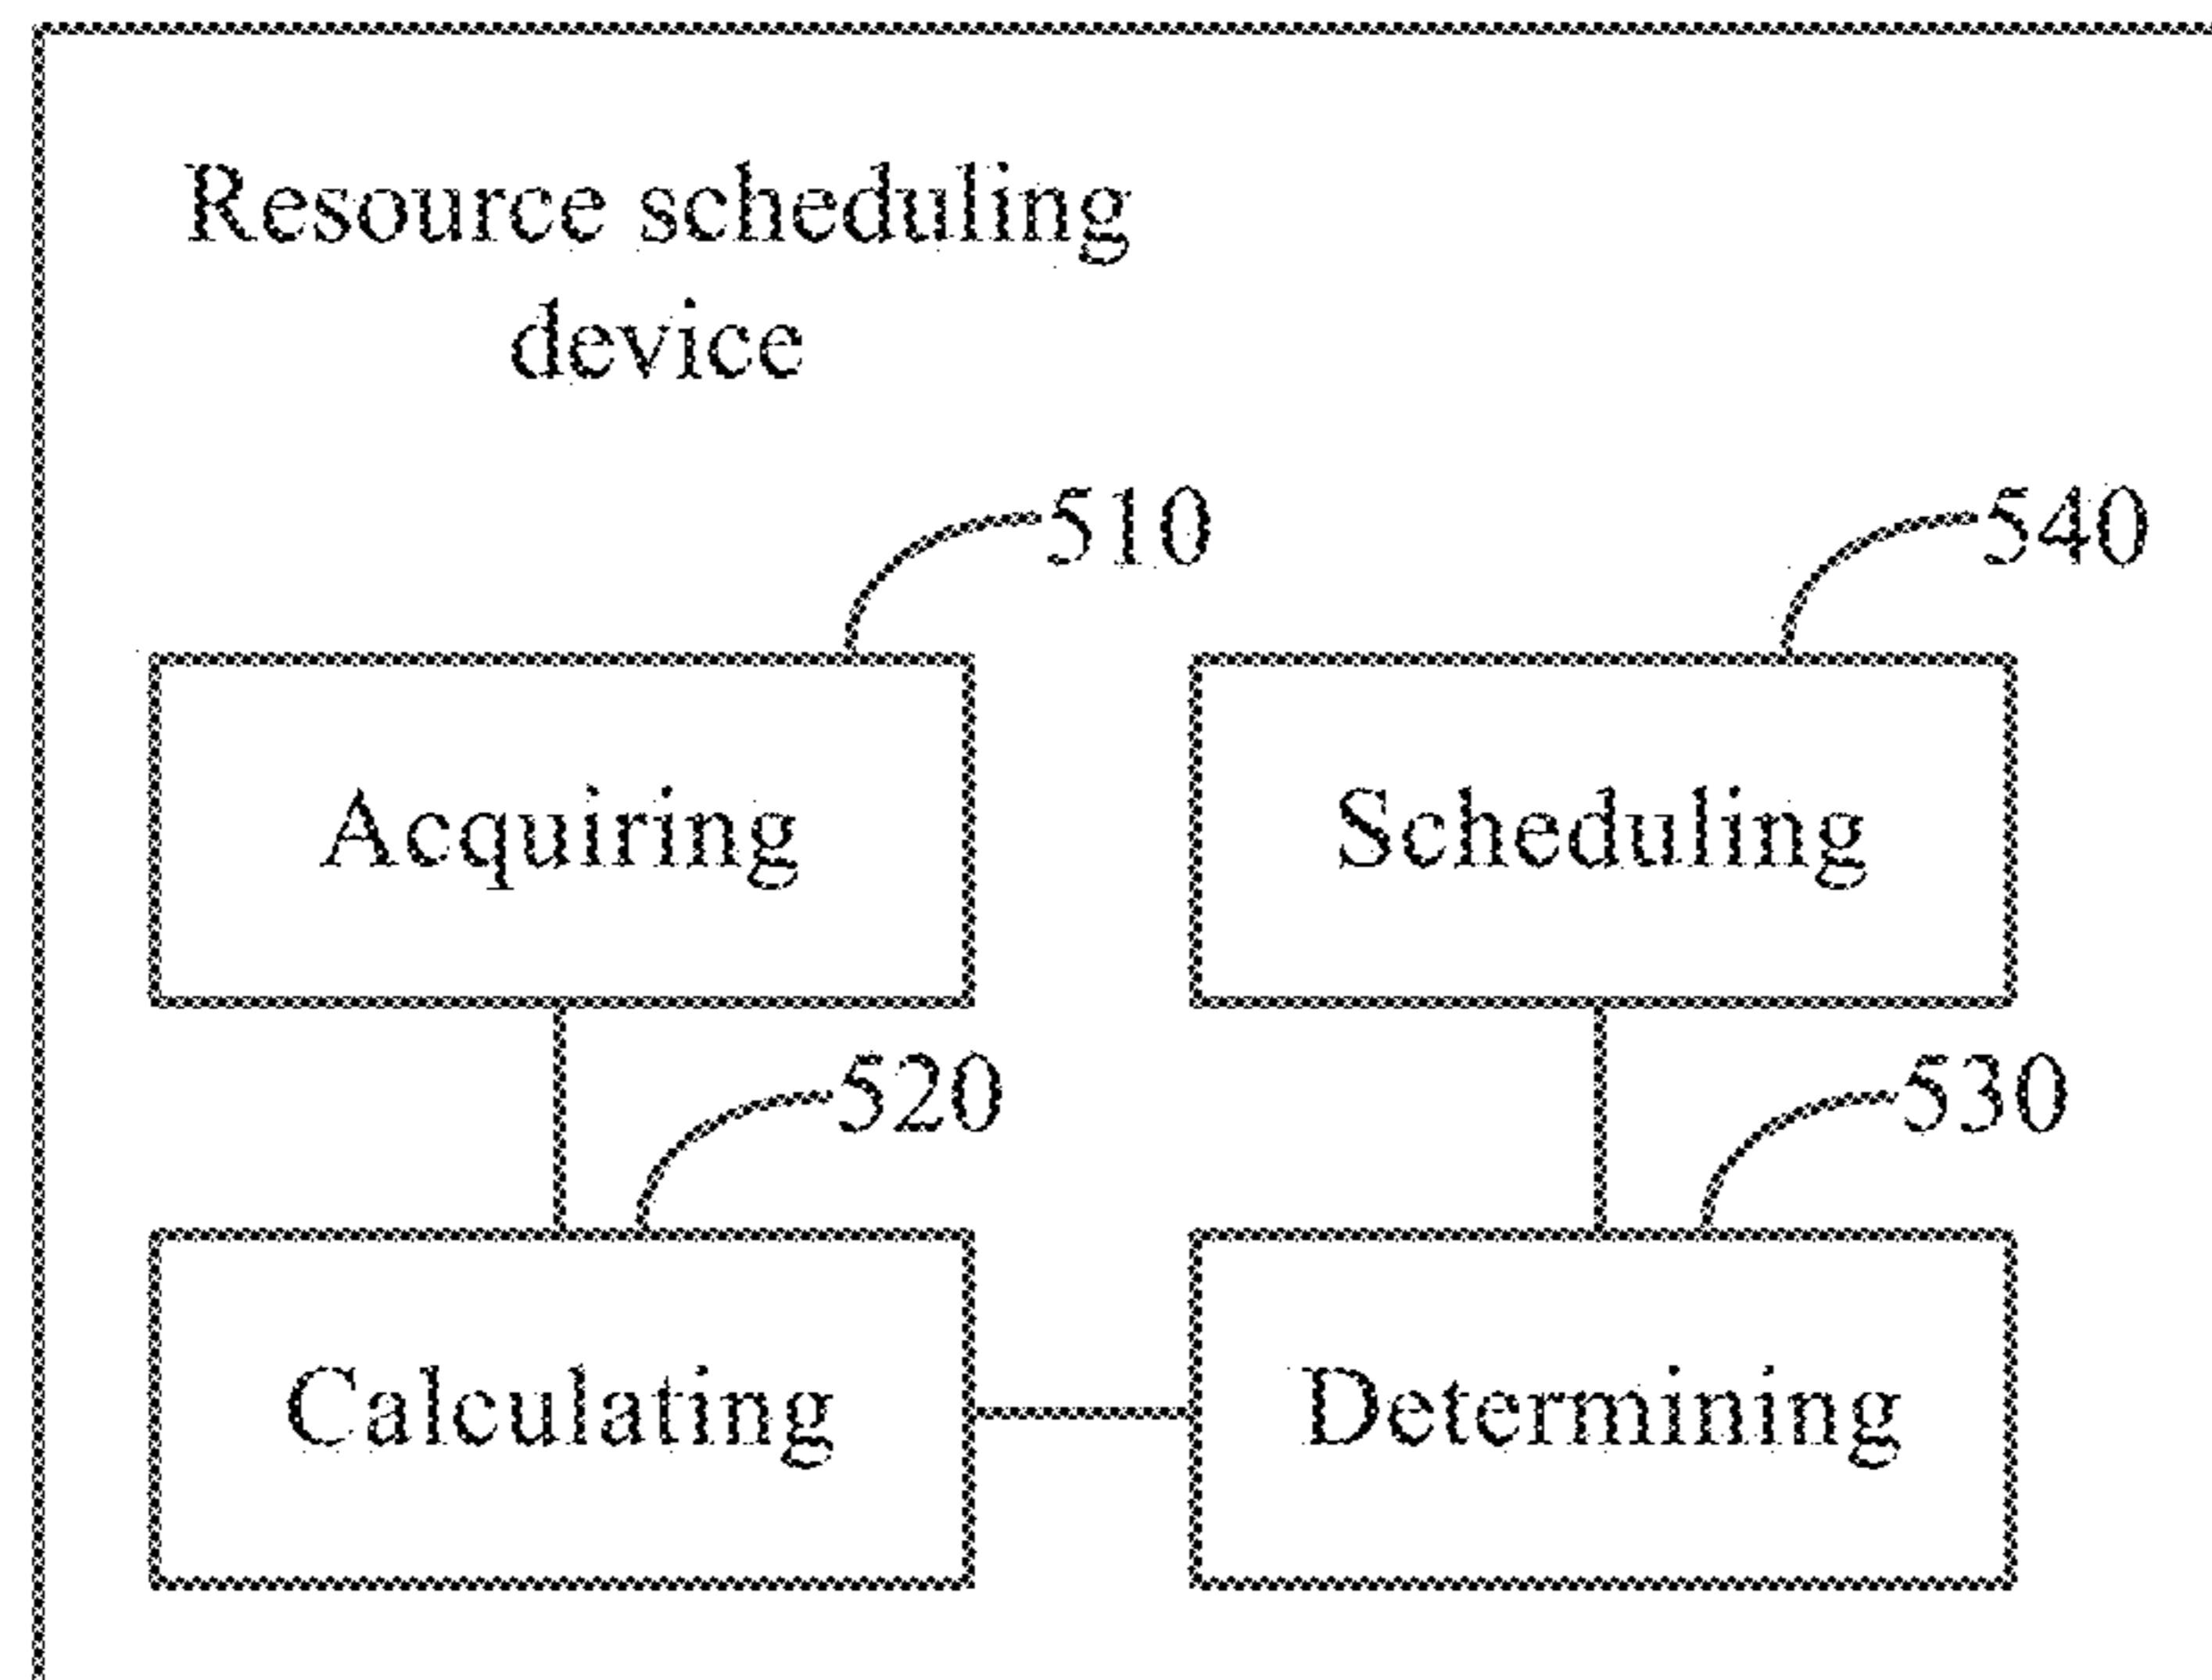 Resource scheduling
device
510
540
Acquiring
Scheduling
520
530
Calculating
Determining